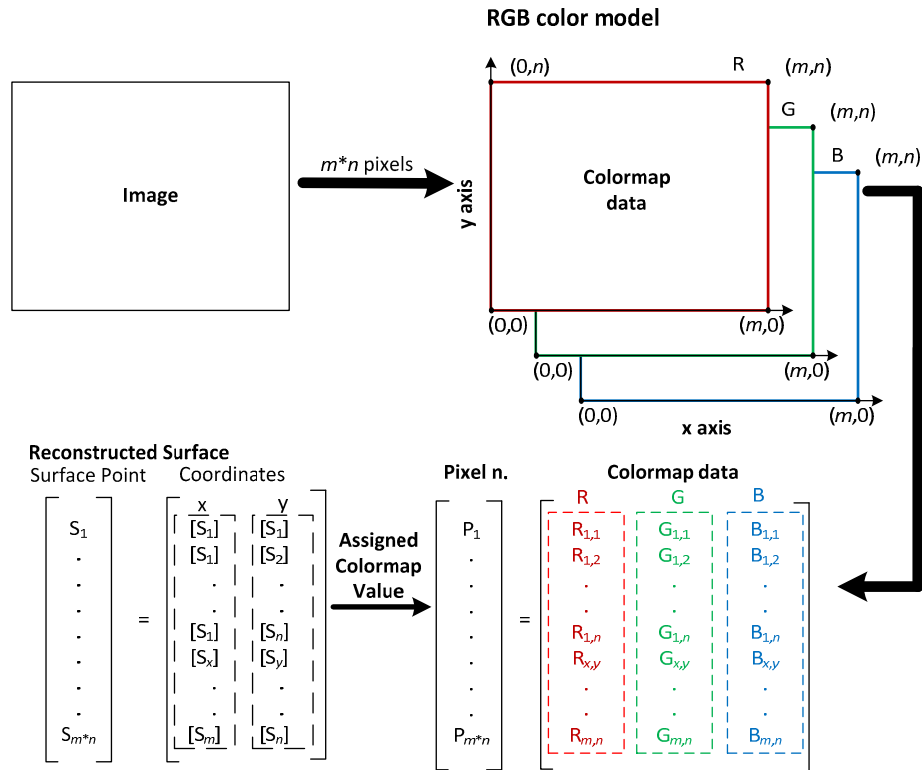 RGB color model
(0,n) R (m,n)
G (m,n)
B (m,n)
m*n pixels
Image
Colormap
data
y axis
(0,0) (m,0)
(0,0) (m,0)
(0,0) (m,0)
x axis
Reconstructed Surface
Surface Point Coordinates
Pixel n. Colormap data
x y
R G B
S1 [S1] [S1] P1 R1,1 G1,1 B1,1
. [S1] [S2] . R1,2 G1,2 B1,2
. . . . . . .
. . . . . . .
= Assigned
Colormap
Value =
. [S1] [Sn] . R1,n G1,n B1,n
. [Sx] [Sy] . Rx,y Gx,y Bx,y
. . . . . . .
. . . . . . .
Sm*n [Sm] [Sn] Pm*n Rm,n Gm,n Bm,n